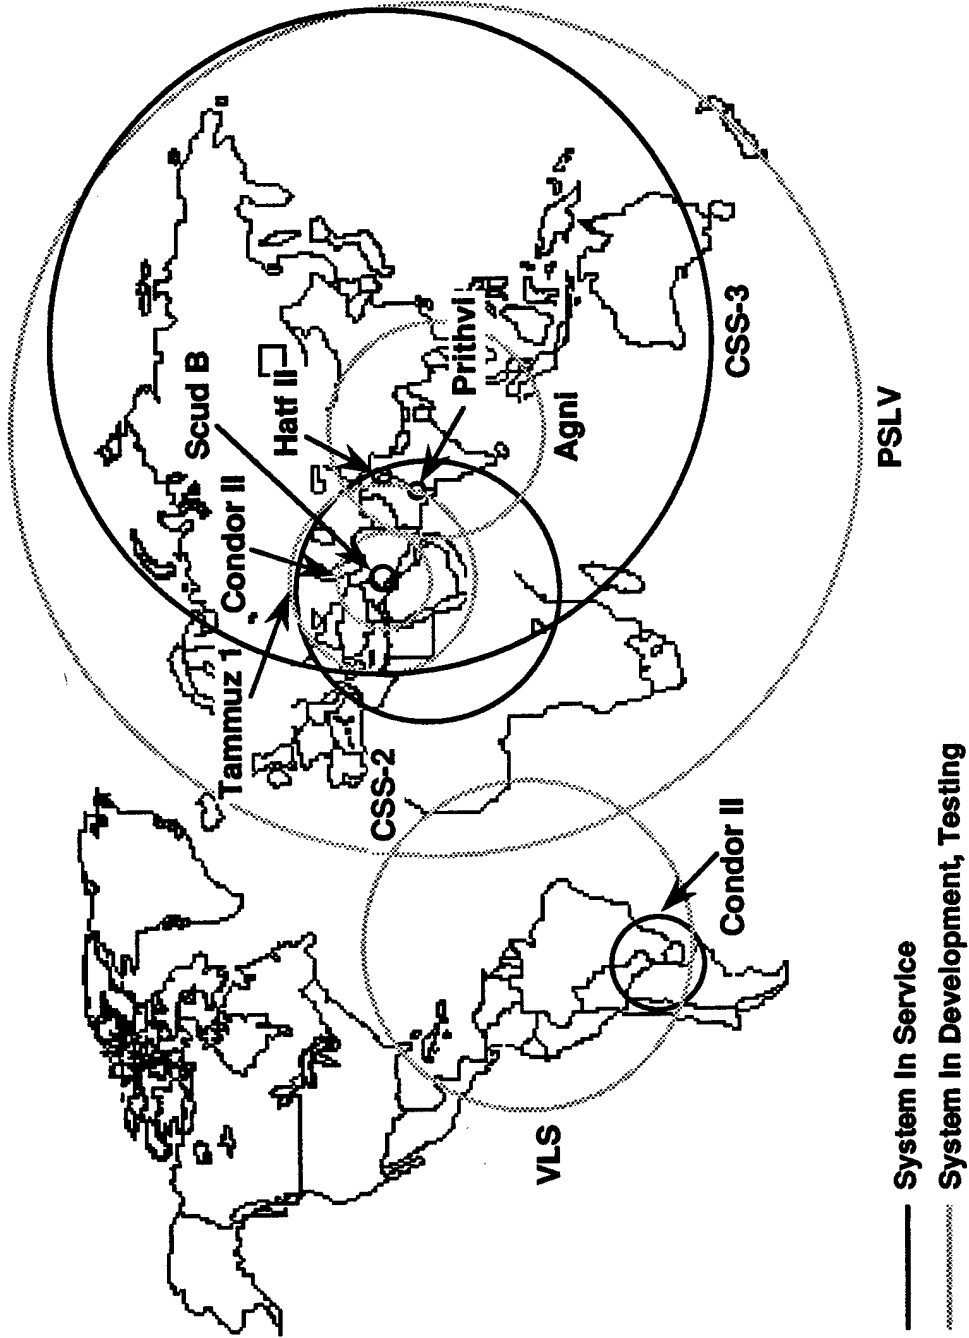 Scud B
Hatf II
Condor II
Prithvi
Tammuz 1
CSS-2
Agni
CSS-3
PSLV
VLS
Condor II
System In Service
System In Development, Testing